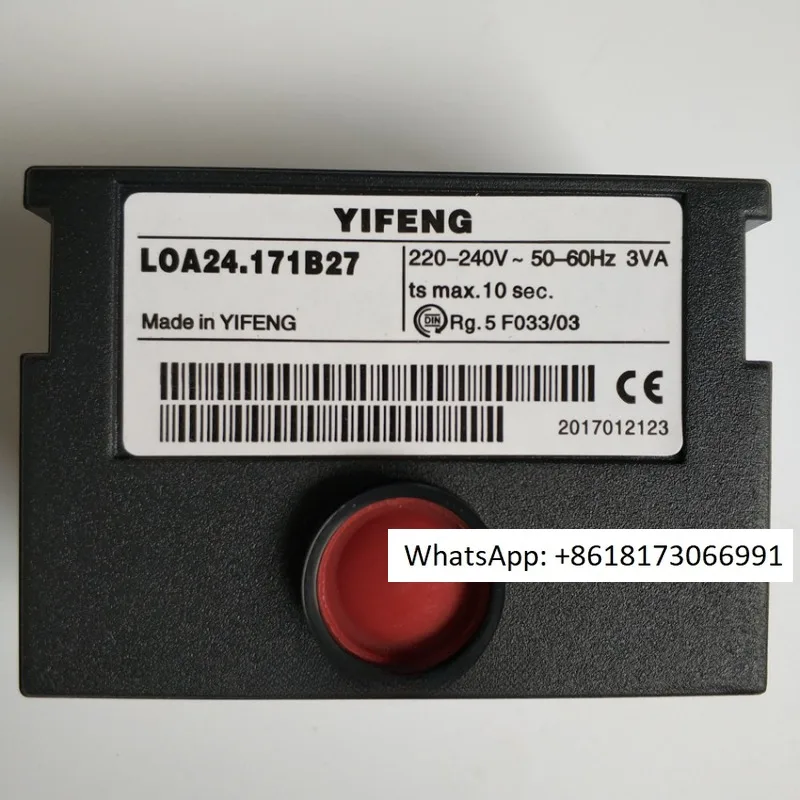 YIFENG
LOA24.171B27
220-240V ~ 50-60Hz 3VA
ts max.10 sec.
Made in YIFENG
DIN Rg.5 F033/03
CE
2017012123
WhatsApp: +8618173066991